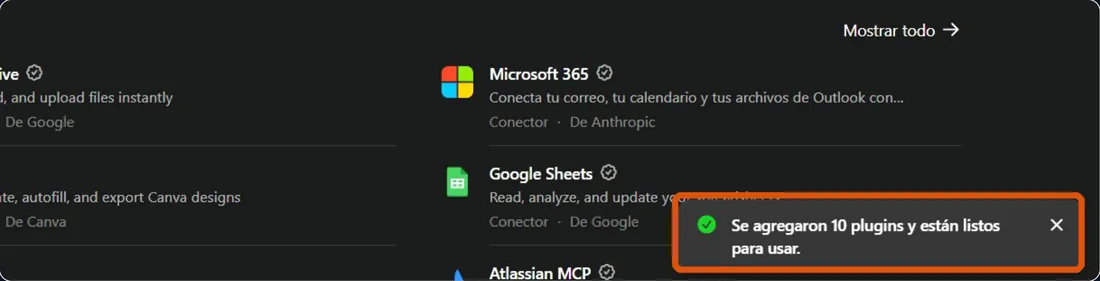 Mostrar todo →
ive
d, and upload files instantly
De Google
Microsoft 365
Conecta tu correo, tu calendario y tus archivos de Outlook con...
Conector · De Anthropic
te, autofill, and export Canva designs
De Canva
Google Sheets
Read, analyze, and update
Conector · De Google
Atlassian MCP
Se agregaron 10 plugins y están listos
para usar.